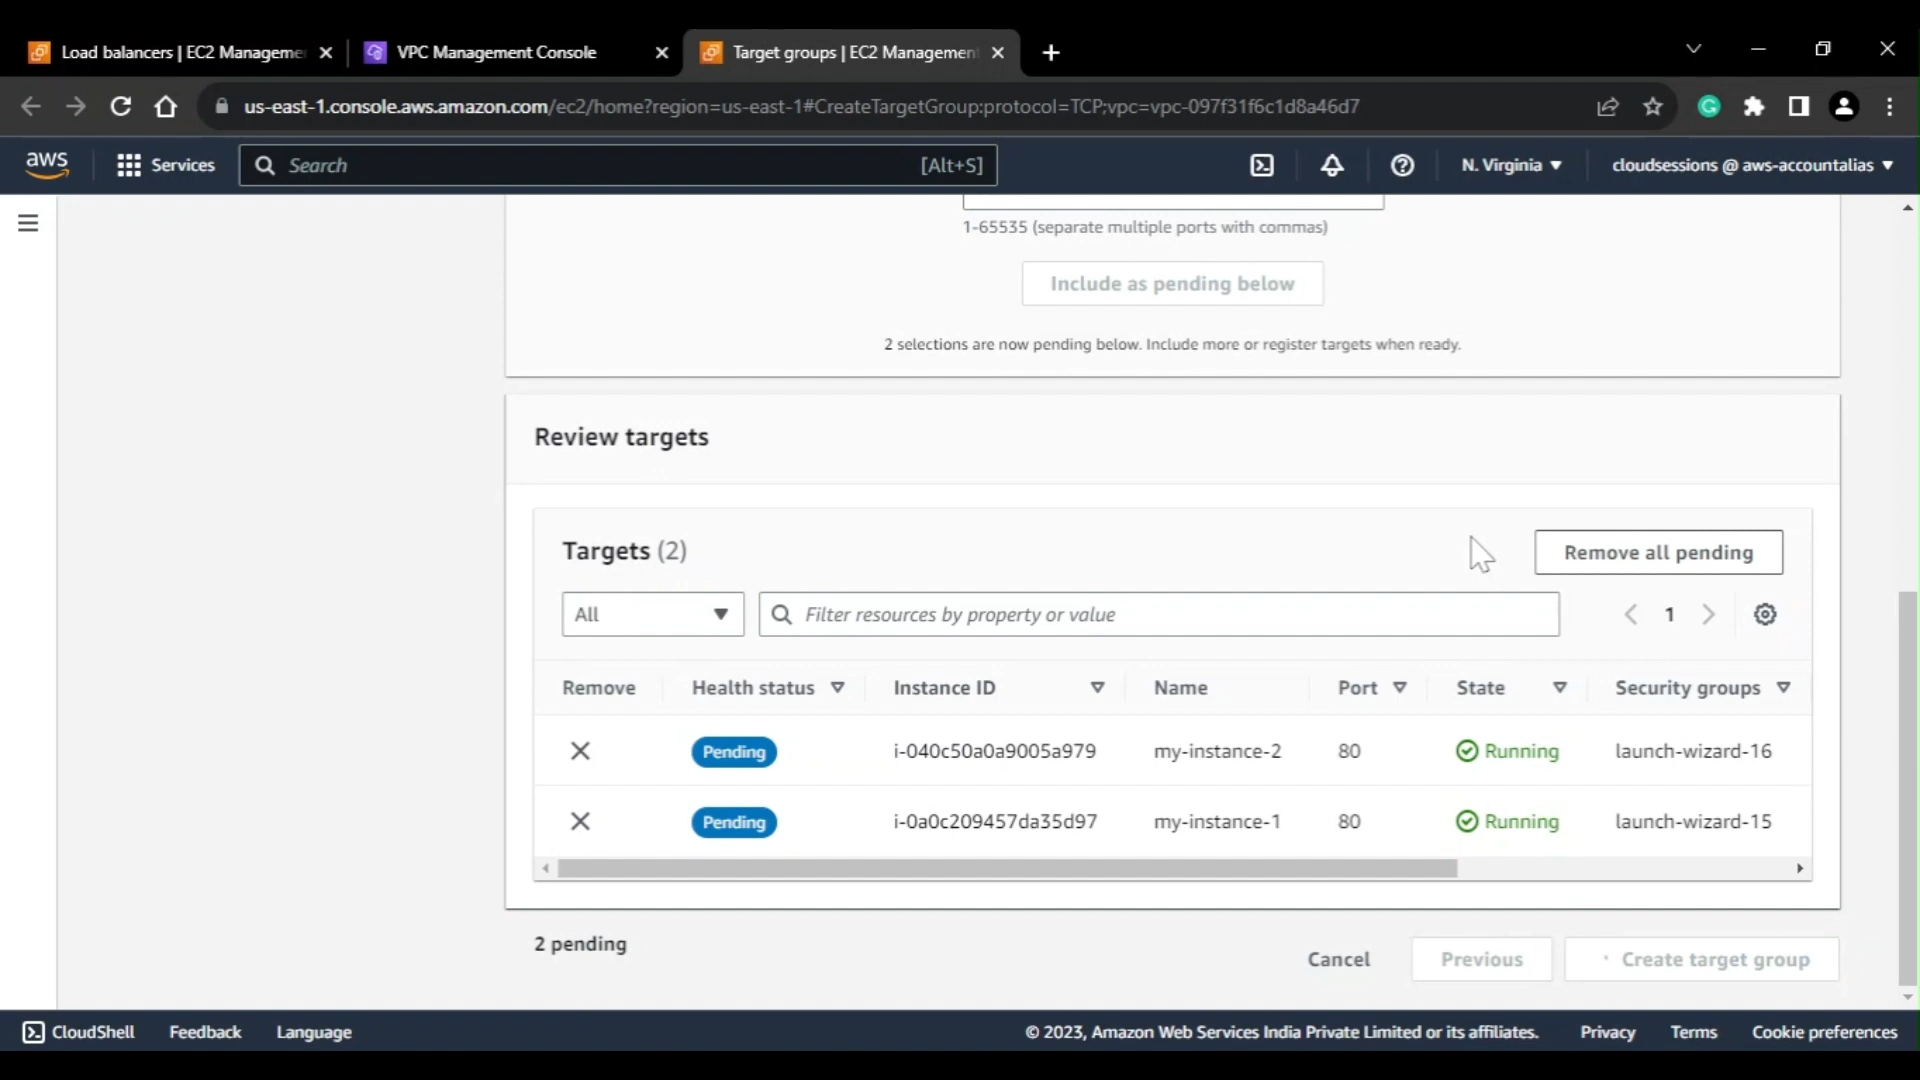 Load balancers | EC2 Manageme
VPC Management Console
Target groups | EC2 Management
us-east-1.console.aws.amazon.com/ec2/home?region=us-east-1#CreateTargetGroup:protocol=TCP;vpc=vpc-097f31f6c1d8a46d7
aws
Services
Search
[Alt+S]
N. Virginia
cloudsessions @ aws-accountalias
1-65535 (separate multiple ports with commas)
Include as pending below
2 selections are now pending below. Include more or register targets when ready.
Review targets
Targets (2)
Remove all pending
All
Filter resources by property or value
1
Remove Health status Instance ID Name Port State Security groups
Pending i-040c50a0a9005a979 my-instance-2 80 Running launch-wizard-16
Pending i-0a0c209457da35d97 my-instance-1 80 Running launch-wizard-15
2 pending
Cancel
Previous
Create target group
CloudShell
Feedback
Language
© 2023, Amazon Web Services India Private Limited or its affiliates.
Privacy
Terms
Cookie preferences